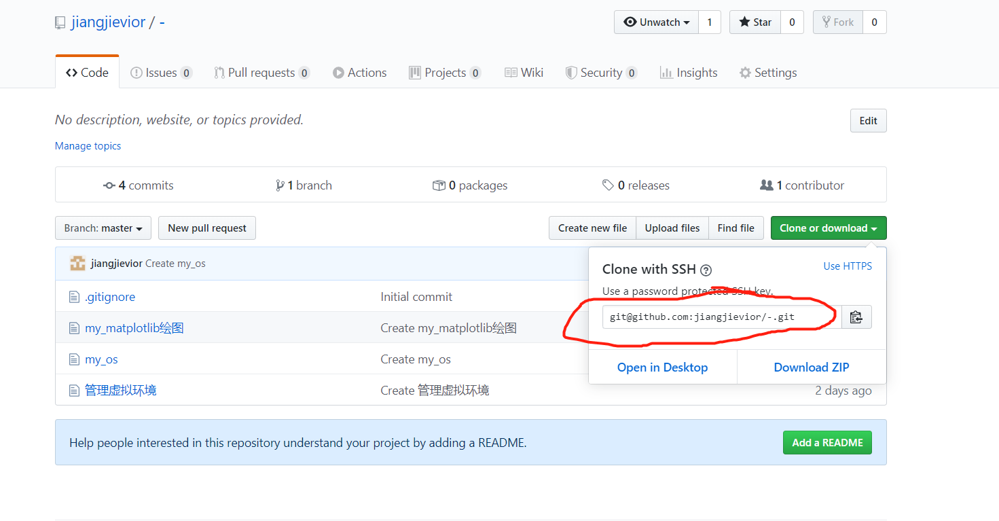 jiangjievior / -
Unwatch 1 Star 0 Fork 0
Code Issues 0 Pull requests 0 Actions Projects 0 Wiki Security 0 Insights Settings
No description, website, or topics provided. Edit
Manage topics
4 commits 1 branch 0 packages 0 releases 1 contributor
Branch: master New pull request Create new file Upload files Find file Clone or download
jiangjievior Create my_os
Clone with SSH Use HTTPS
Use a password protected SSH key.
git@github.com:jiangjievior/-.git
Open in Desktop Download ZIP
.gitignore Initial commit
my_matplotlib绘图 Create my_matplotlib绘图
my_os Create my_os
管理虚拟环境 Create 管理虚拟环境 2 days ago
Help people interested in this repository understand your project by adding a README. Add a README